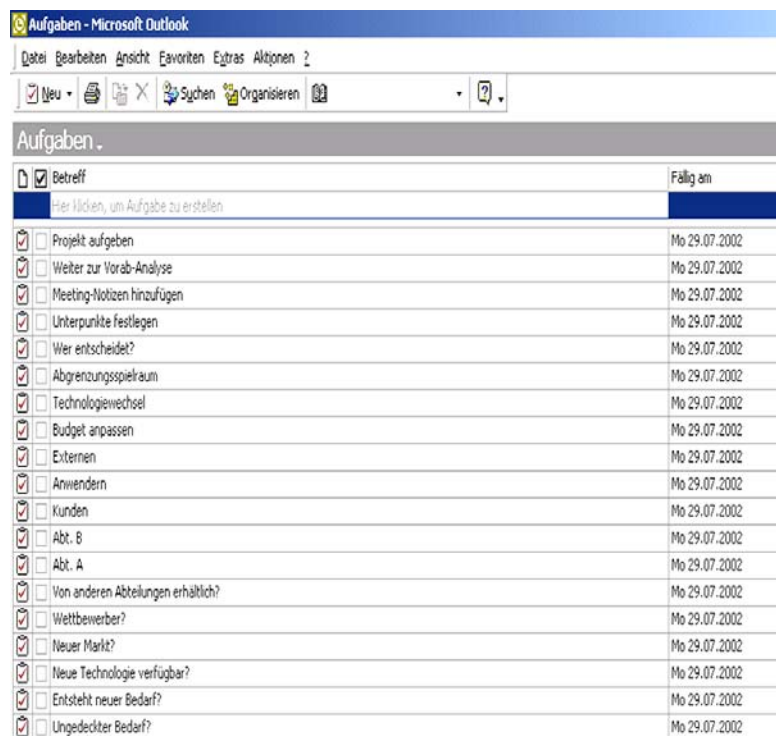 Aufgaben - Microsoft Outlook
Datei Bearbeiten Ansicht Favoriten Extras Aktionen ?
Neu Suchen Organisieren
Aufgaben
Betreff Fällig am
Hier klicken, um Aufgabe zu erstellen
Projekt aufgeben Mo 29.07.2002
Weiter zur Vorab-Analyse Mo 29.07.2002
Meeting-Notizen hinzufügen Mo 29.07.2002
Unterpunkte festlegen Mo 29.07.2002
Wer entscheidet? Mo 29.07.2002
Abgrenzungsspielraum Mo 29.07.2002
Technologiewechsel Mo 29.07.2002
Budget anpassen Mo 29.07.2002
Externen Mo 29.07.2002
Anwendern Mo 29.07.2002
Kunden Mo 29.07.2002
Abt. B Mo 29.07.2002
Abt. A Mo 29.07.2002
Von anderen Abteilungen erhältlich? Mo 29.07.2002
Wettbewerber? Mo 29.07.2002
Neuer Markt? Mo 29.07.2002
Neue Technologie verfügbar? Mo 29.07.2002
Entsteht neuer Bedarf? Mo 29.07.2002
Ungedeckter Bedarf? Mo 29.07.2002